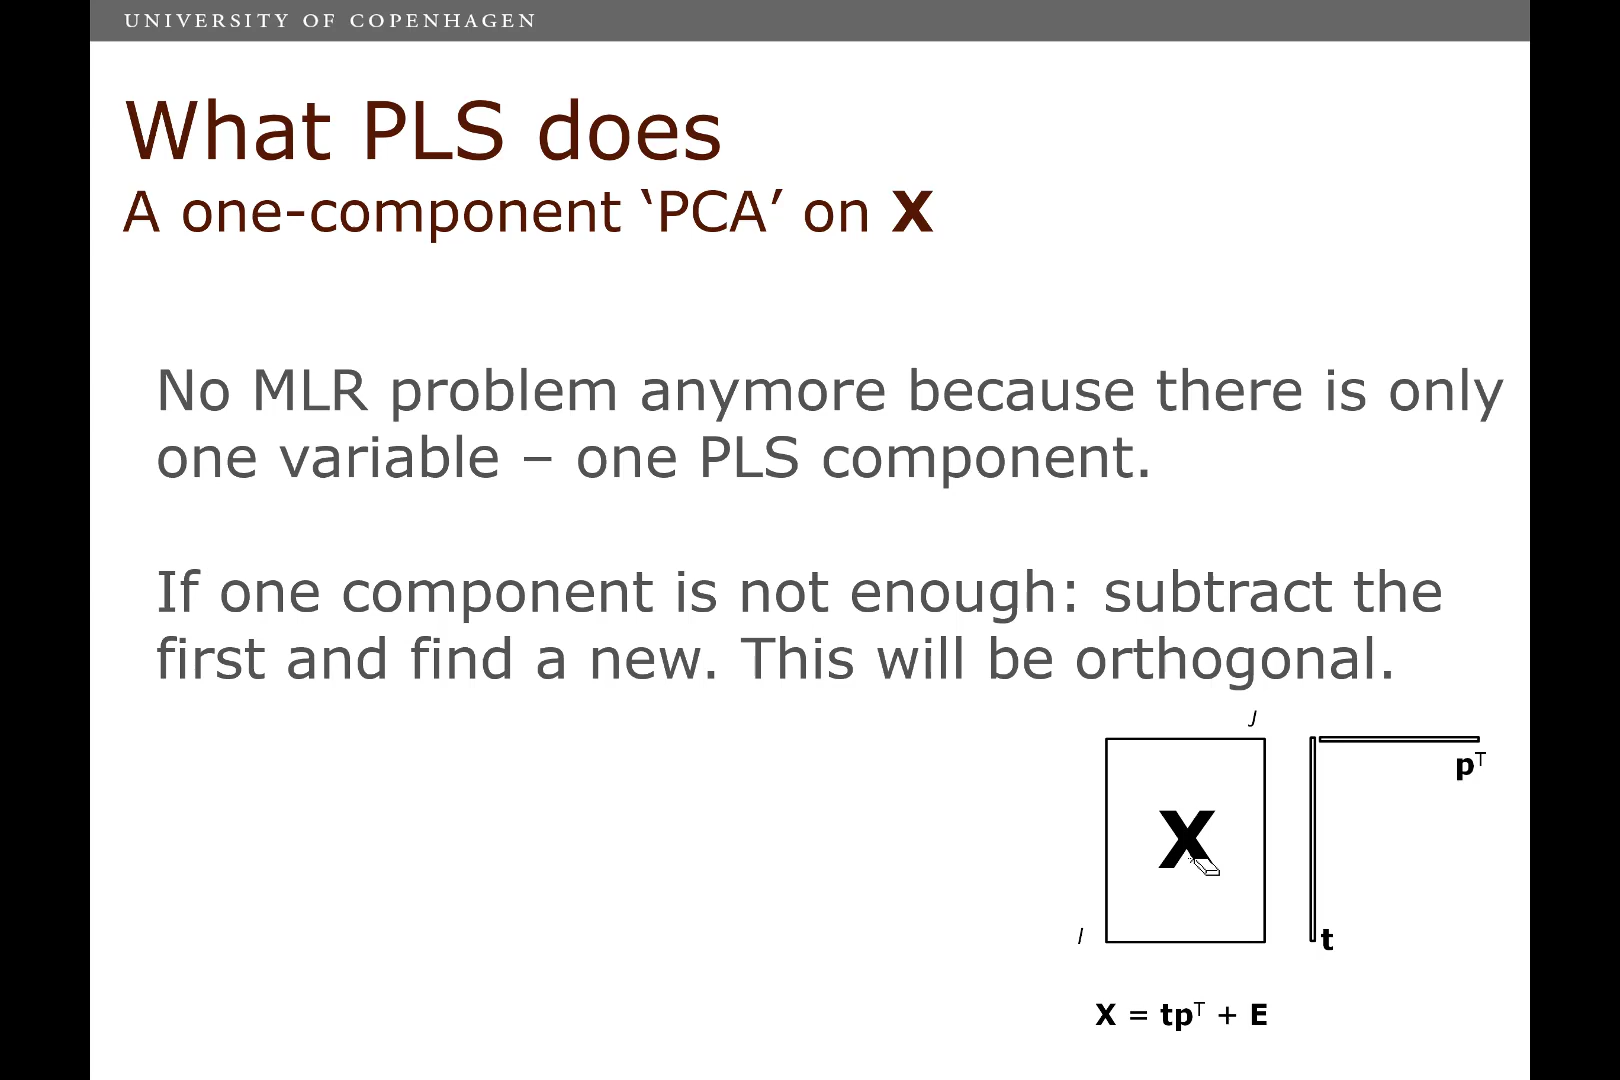 UNIVERSITY OF COPENHAGEN
What PLS does
A one-component ‘PCA’ on X
No MLR problem anymore because there is only
one variable – one PLS component.
If one component is not enough: subtract the
first and find a new. This will be orthogonal.
J
pᵀ
X
I
t
X = tpᵀ + E